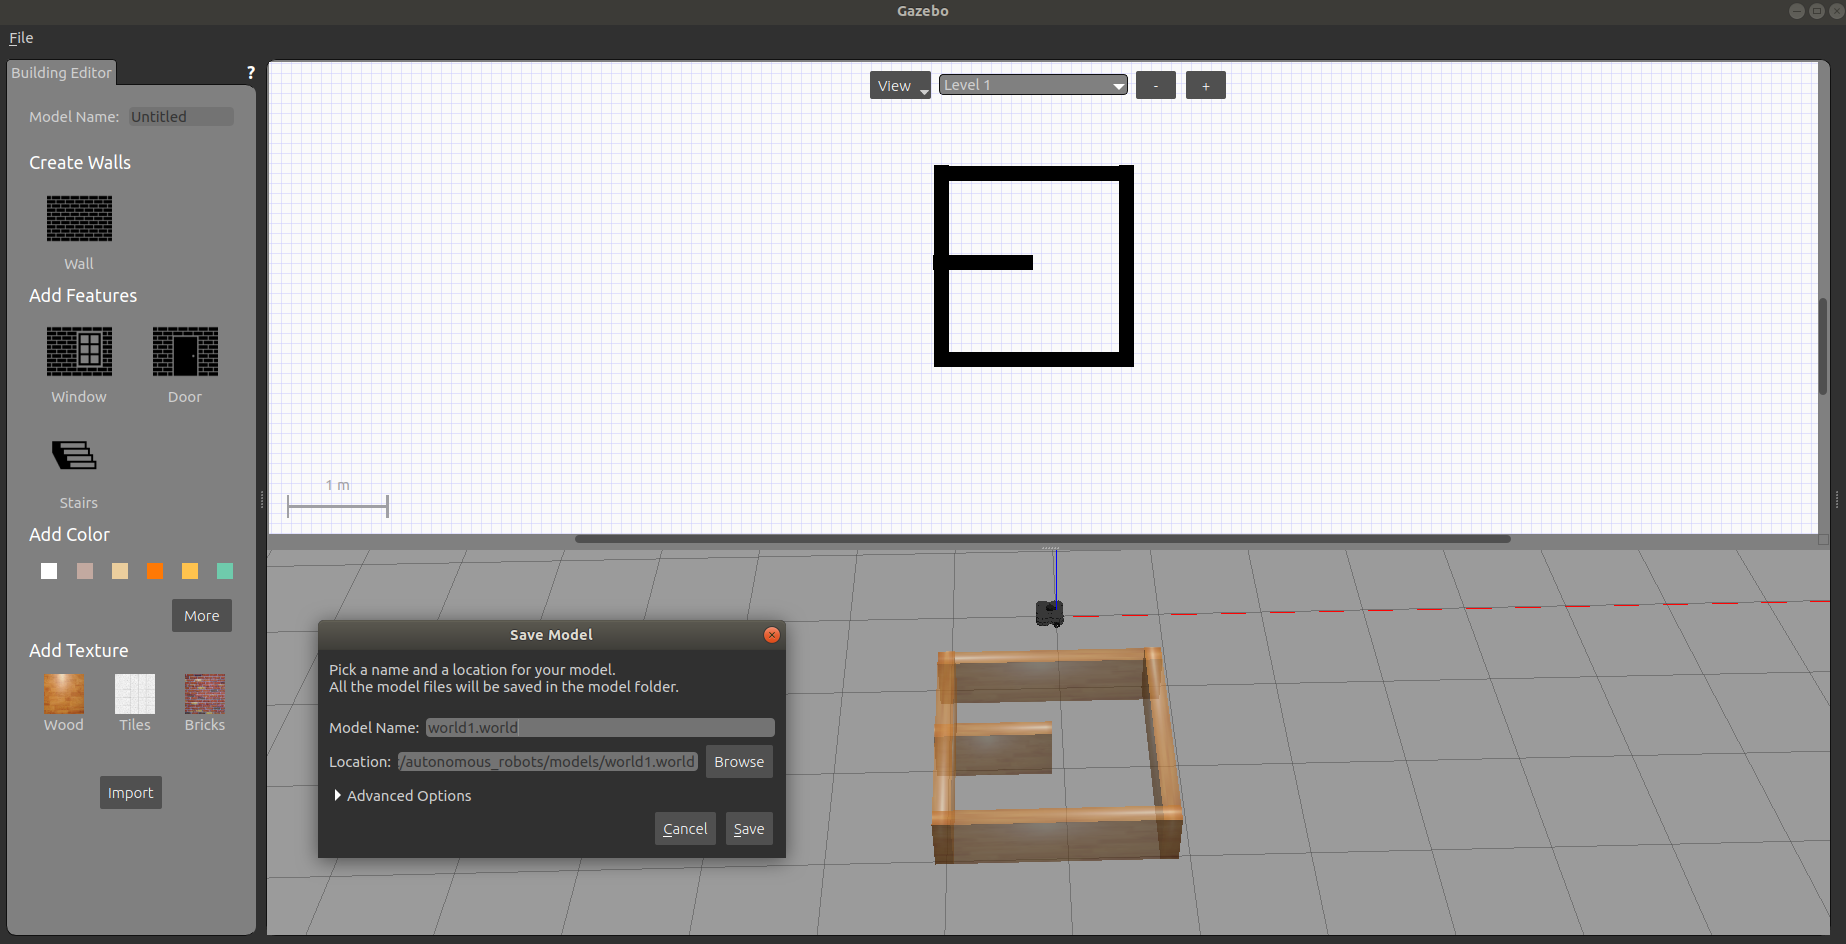 Gazebo
File
Building Editor
?
Model Name: Untitled
Create Walls
Wall
Add Features
Window
Door
Stairs
Add Color
More
Add Texture
Wood
Tiles
Bricks
Import
View
Level 1
-
+
1 m
Save Model
Pick a name and a location for your model.
All the model files will be saved in the model folder.
Model Name: world1.world
Location: /autonomous_robots/models/world1.world
Browse
Advanced Options
Cancel
Save